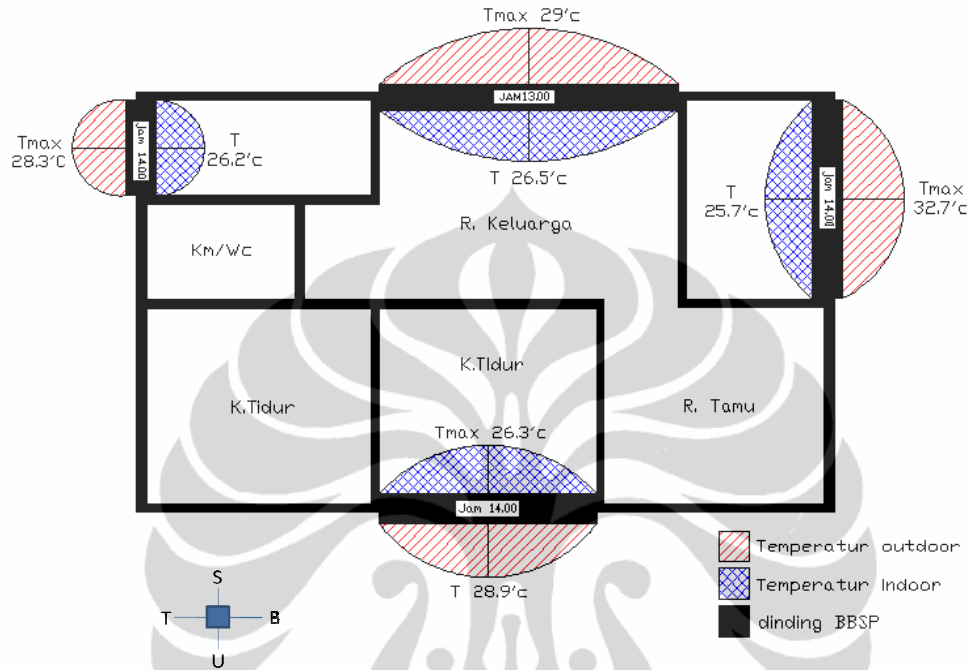 Tmax 29'c
JAM13.00
Jam 14.00
Tmax
28.3'C
T
26.2'c
T 26.5'c
T
25.7'c
Jam 14.00
Tmax
32.7'c
R. Keluarga
Km/Wc
K.Tidur
K.TIdur
R. Tamu
Tmax 26.3'c
Jam 14.00
T 28.9'c
Temperatur outdoor
Temperatur Indoor
dinding BBSP
S
T
B
U